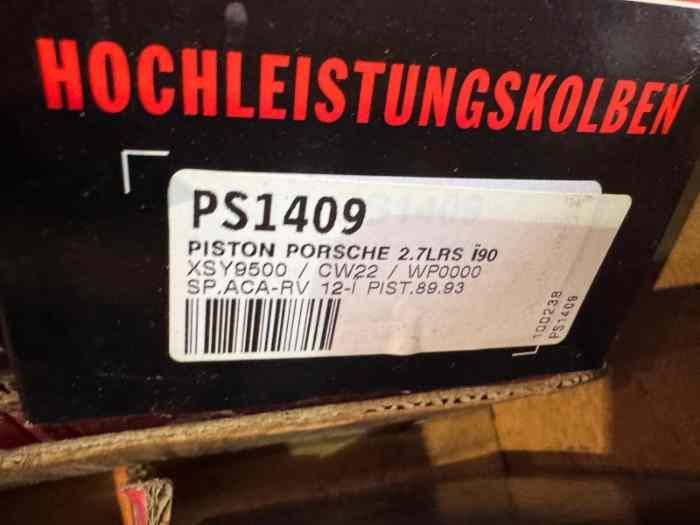 HOCHLEISTUNGSKOLBEN
PS1409
PISTON PORSCHE 2.7LRS Ï90
XSY9500 / CW22 / WP0000
SP.ACA-RV 12-Í PIST.89.93
100238
PS1409